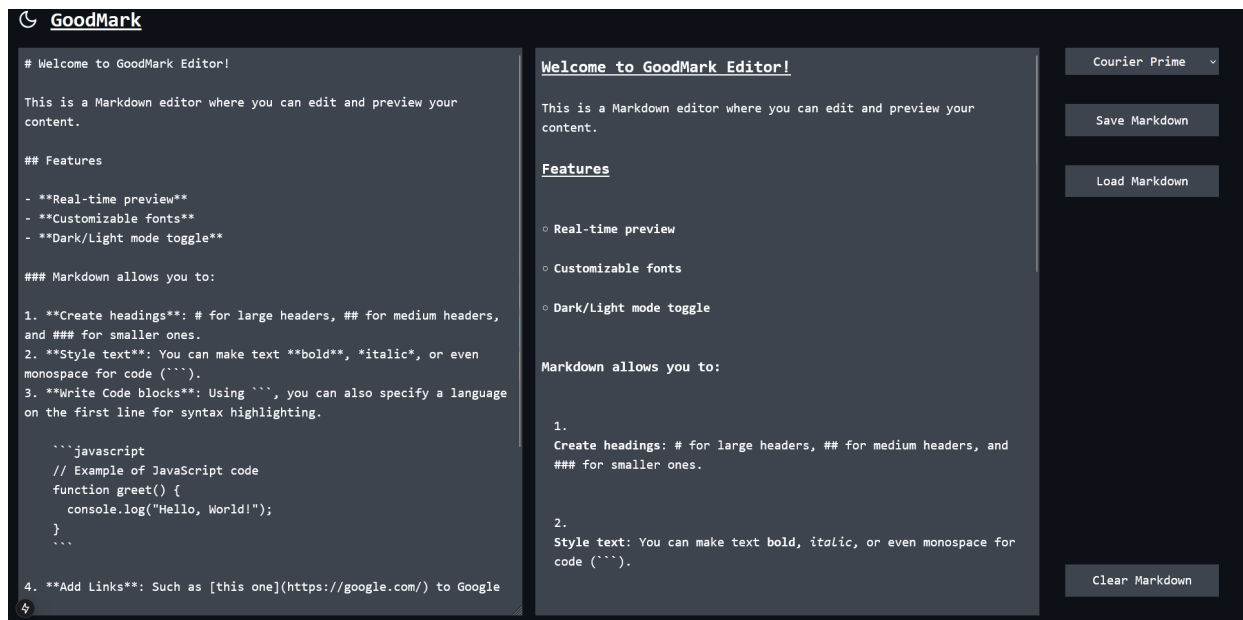 GoodMark
# Welcome to GoodMark Editor!
This is a Markdown editor where you can edit and preview your
content.
## Features
- **Real-time preview**
- **Customizable fonts**
- **Dark/Light mode toggle**
### Markdown allows you to:
1. **Create headings**: # for large headers, ## for medium headers,
and ### for smaller ones.
2. **Style text**: You can make text **bold**, *italic*, or even
monospace for code (```).
3. **Write Code blocks**: Using ```, you can also specify a language
on the first line for syntax highlighting.
```javascript
// Example of JavaScript code
function greet() {
console.log("Hello, World!");
}
```
4. **Add Links**: Such as [this one](https://google.com/) to Google
Welcome to GoodMark Editor!
This is a Markdown editor where you can edit and preview your
content.
Features
Real-time preview
Customizable fonts
Dark/Light mode toggle
Markdown allows you to:
1.
Create headings: # for large headers, ## for medium headers, and
### for smaller ones.
2.
Style text: You can make text bold, italic, or even monospace for
code (```).
Courier Prime
Save Markdown
Load Markdown
Clear Markdown